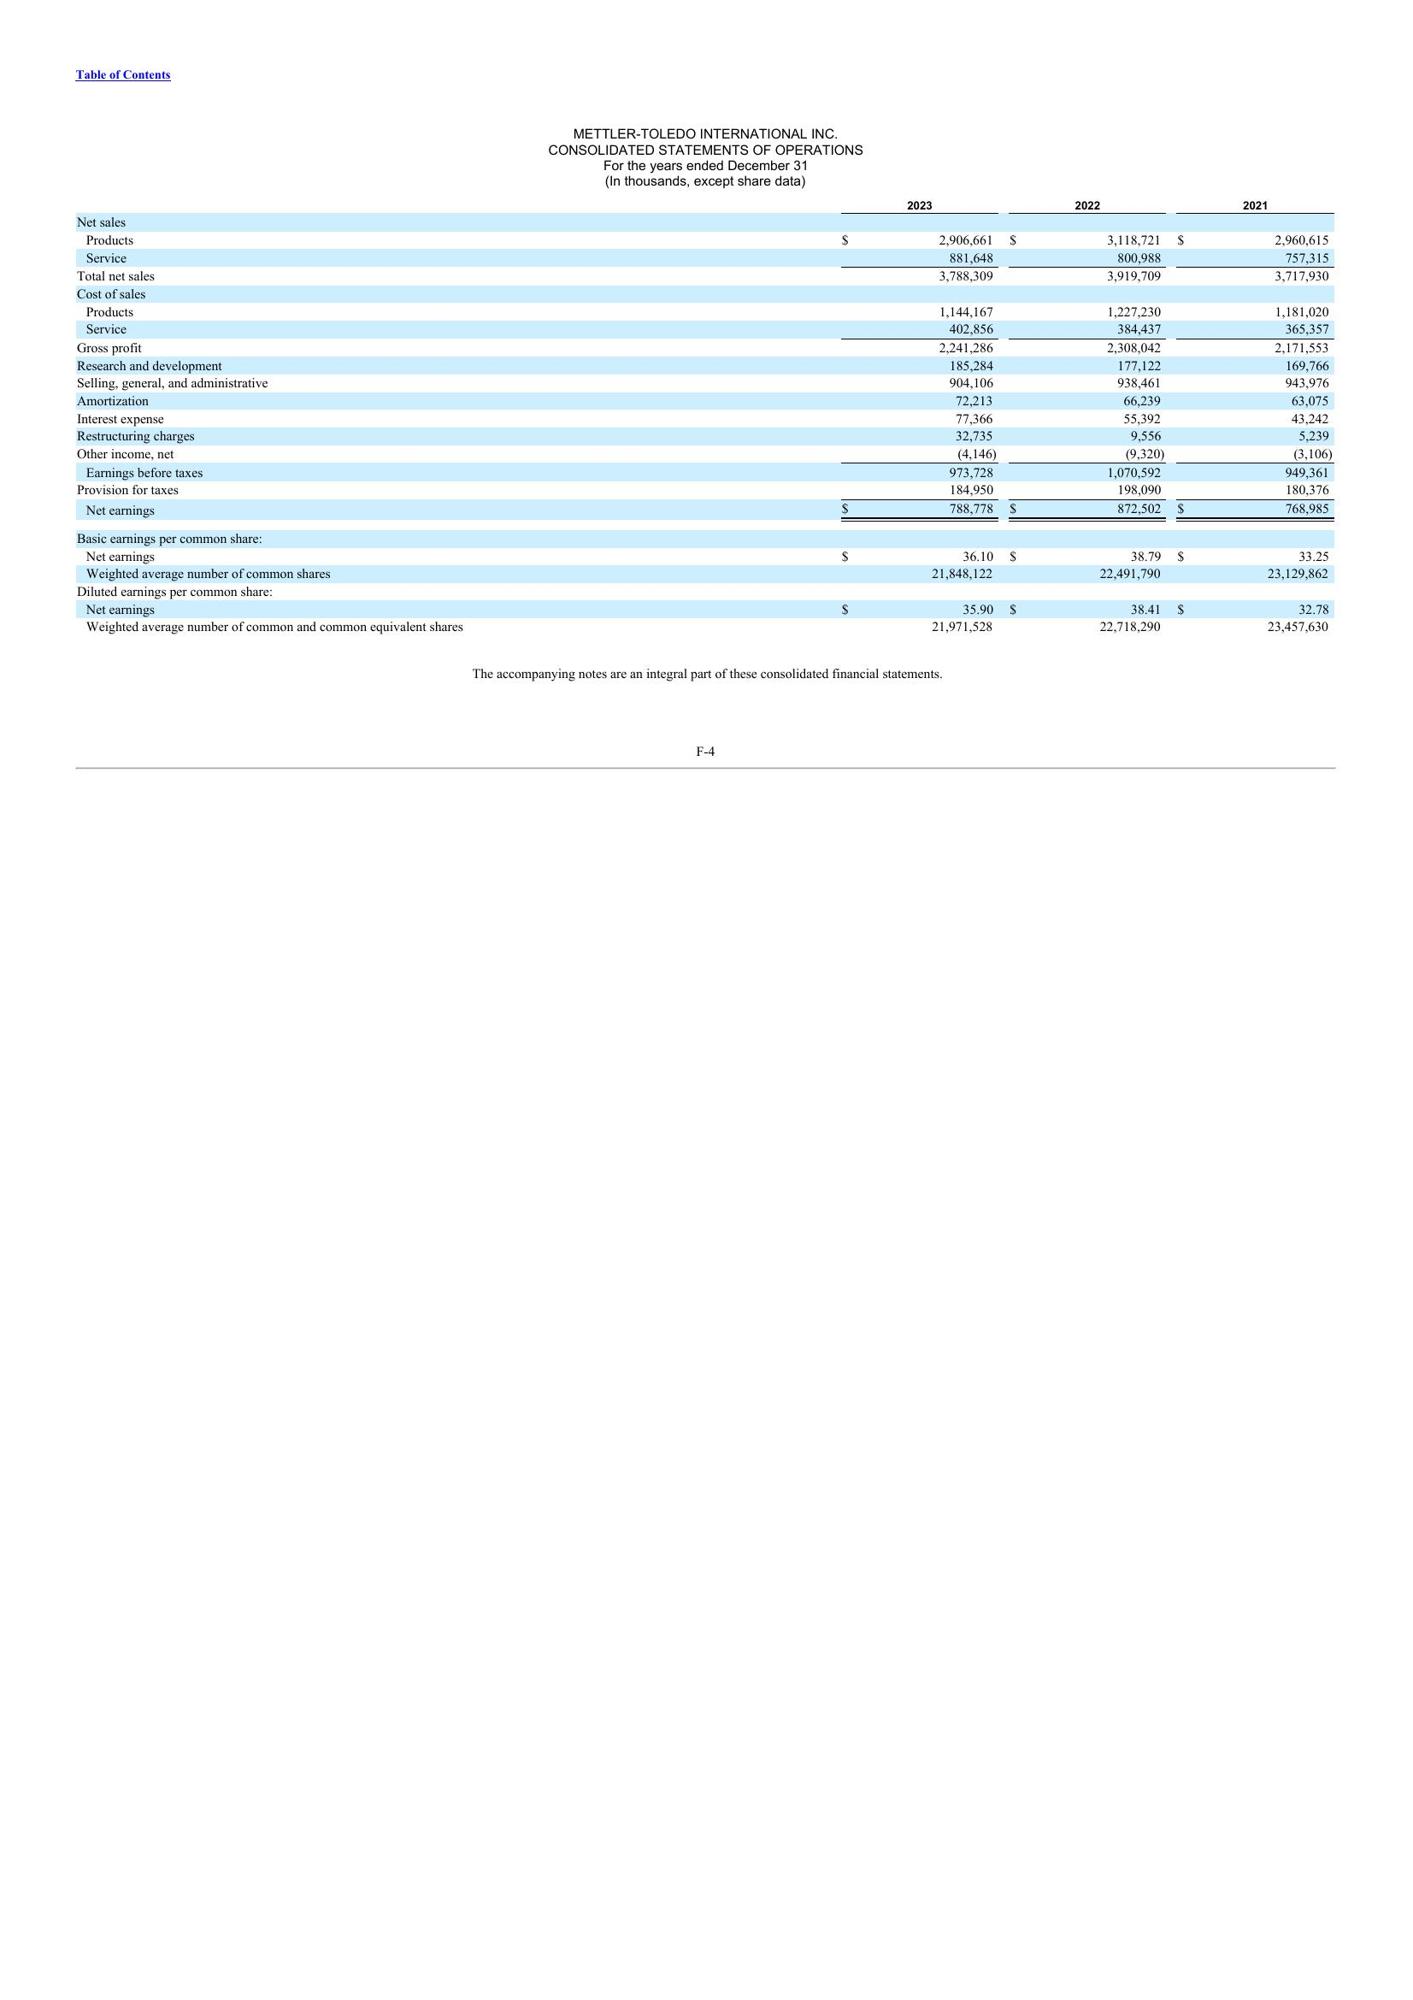 Table of Contents
METTLER-TOLEDO INTERNATIONAL INC.
CONSOLIDATED STATEMENTS OF OPERATIONS
For the years ended December 31
(In thousands, except share data)
2023 2022 2021
Net sales
Products $ 2,906,661 $ 3,118,721 $ 2,960,615
Service 881,648 800,988 757,315
Total net sales 3,788,309 3,919,709 3,717,930
Cost of sales
Products 1,144,167 1,227,230 1,181,020
Service 402,856 384,437 365,357
Gross profit 2,241,286 2,308,042 2,171,553
Research and development 185,284 177,122 169,766
Selling, general, and administrative 904,106 938,461 943,976
Amortization 72,213 66,239 63,075
Interest expense 77,366 55,392 43,242
Restructuring charges 32,735 9,556 5,239
Other income, net (4,146) (9,320) (3,106)
Earnings before taxes 973,728 1,070,592 949,361
Provision for taxes 184,950 198,090 180,376
Net earnings $ 788,778 $ 872,502 $ 768,985
Basic earnings per common share:
Net earnings $ 36.10 $ 38.79 $ 33.25
Weighted average number of common shares 21,848,122 22,491,790 23,129,862
Diluted earnings per common share:
Net earnings $ 35.90 $ 38.41 $ 32.78
Weighted average number of common and common equivalent shares 21,971,528 22,718,290 23,457,630
The accompanying notes are an integral part of these consolidated financial statements.
F-4